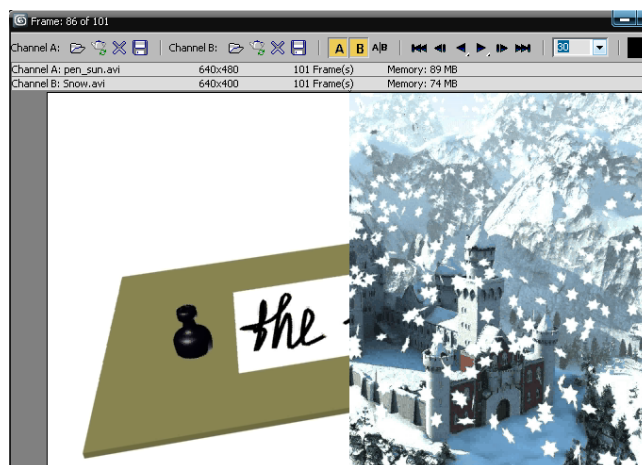 Frame: 86 of 101
Channel A: Channel B: A B A|B 30
Channel A: pen_sun.avi 640x480 101 Frame(s) Memory: 89 MB
Channel B: Snow.avi 640x400 101 Frame(s) Memory: 74 MB
the